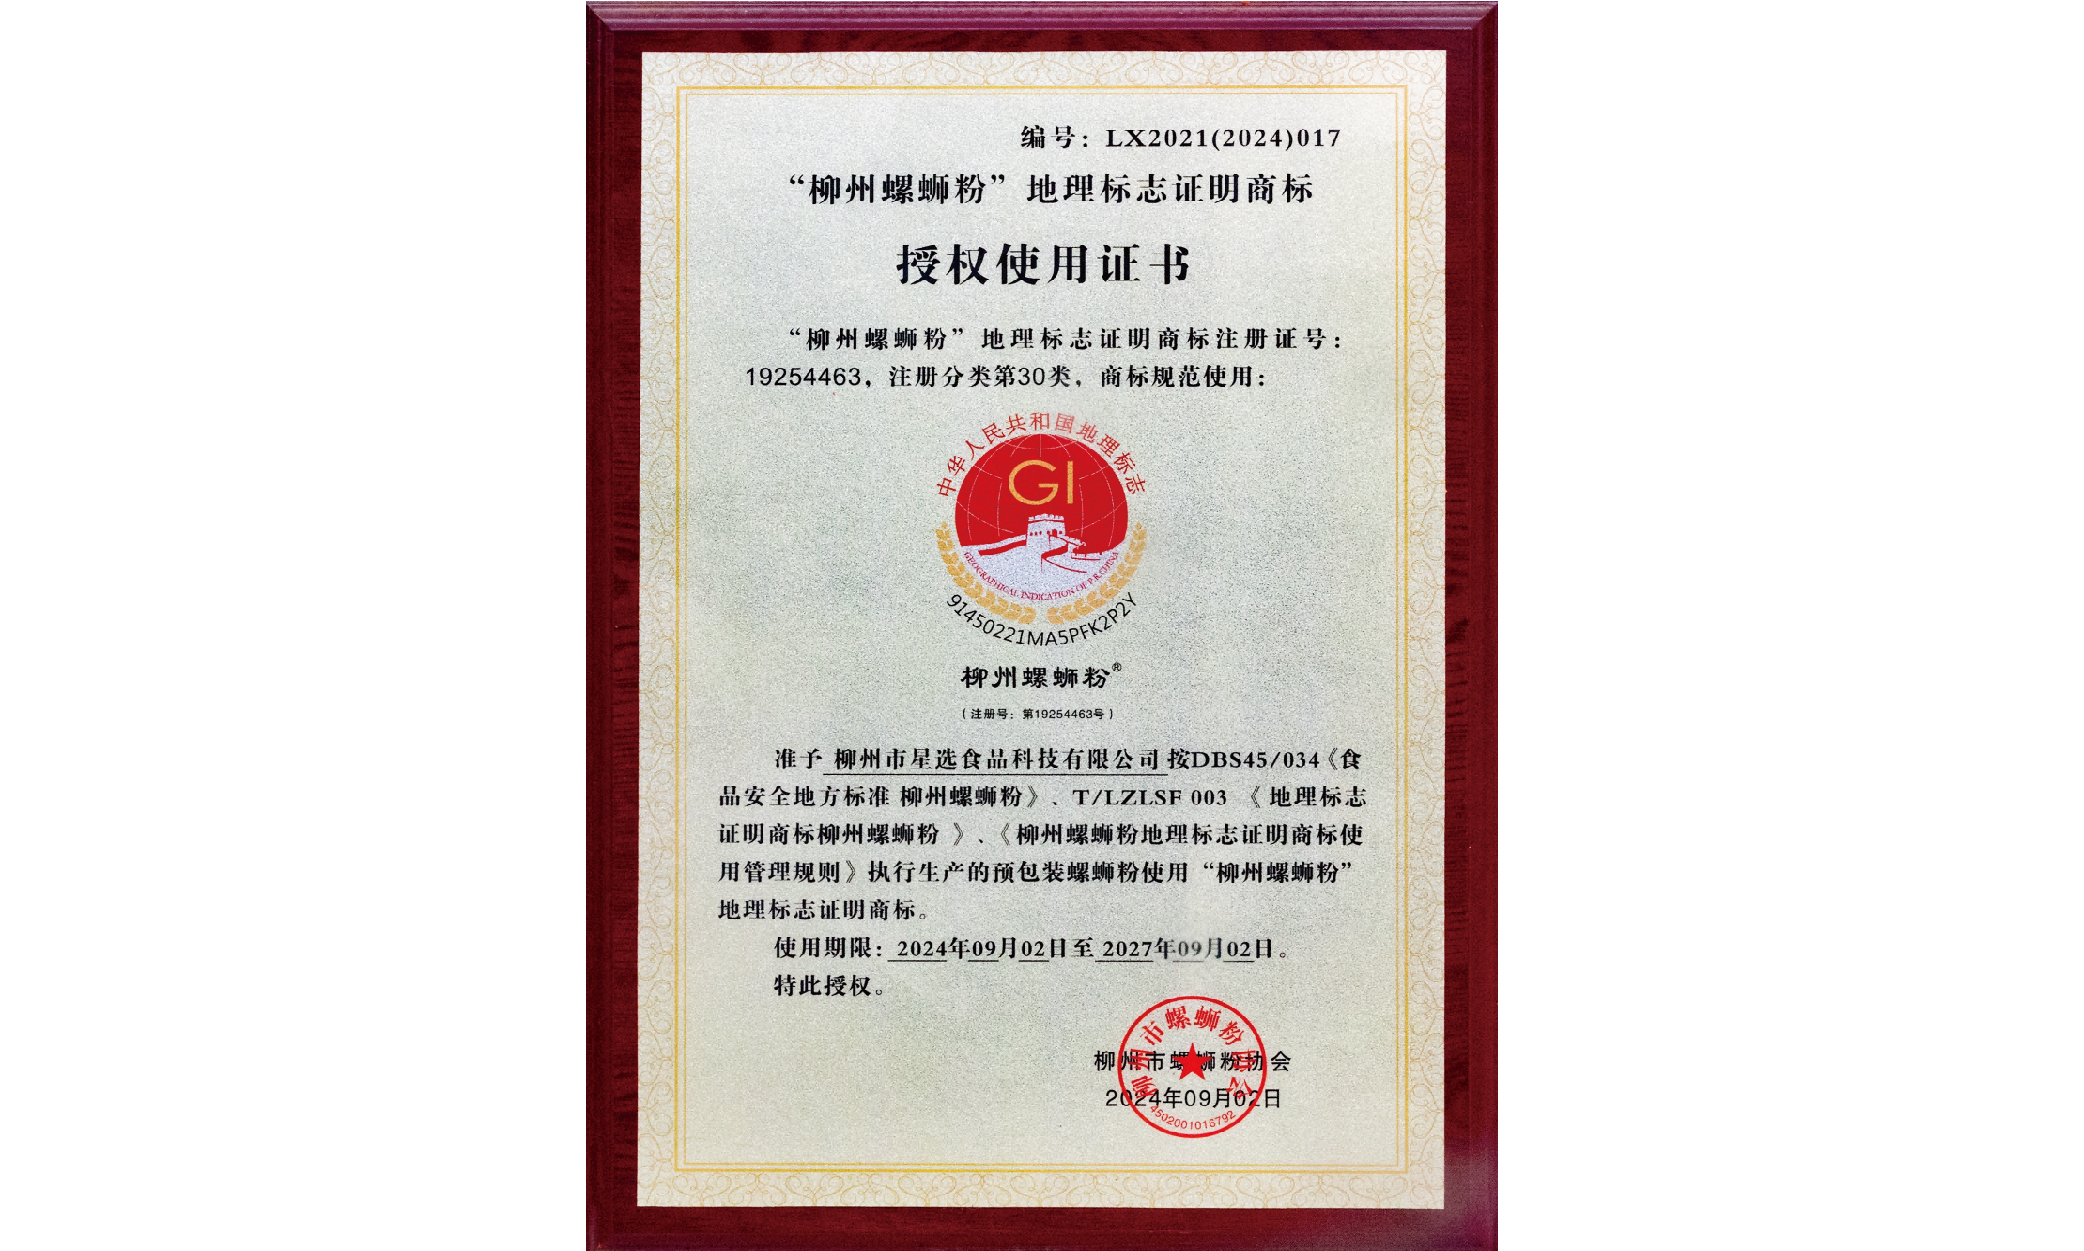 编号：LX2021(2024)017
“柳州螺蛳粉”地理标志证明商标
授权使用证书
“柳州螺蛳粉”地理标志证明商标注册证号：
19254463，注册分类第30类，商标规范使用：
中华人民共和国地理标志
GI
GEOGRAPHICAL INDICATION OF P.R.CHINA
91450221MA5PFK2P2Y
柳州螺蛳粉®
（注册号：第19254463号）
准予 柳州市星选食品科技有限公司 按DBS45/034《食
品安全地方标准 柳州螺蛳粉》、T/LZLSF 003 《地理标志
证明商标柳州螺蛳粉 》、《柳州螺蛳粉地理标志证明商标使
用管理规则》执行生产的预包装螺蛳粉使用“柳州螺蛳粉”
地理标志证明商标。
使用期限：2024年09月02日至2027年09月02日。
特此授权。
柳州市螺蛳粉协会
柳州市螺蛳粉协会
2024年09月02日